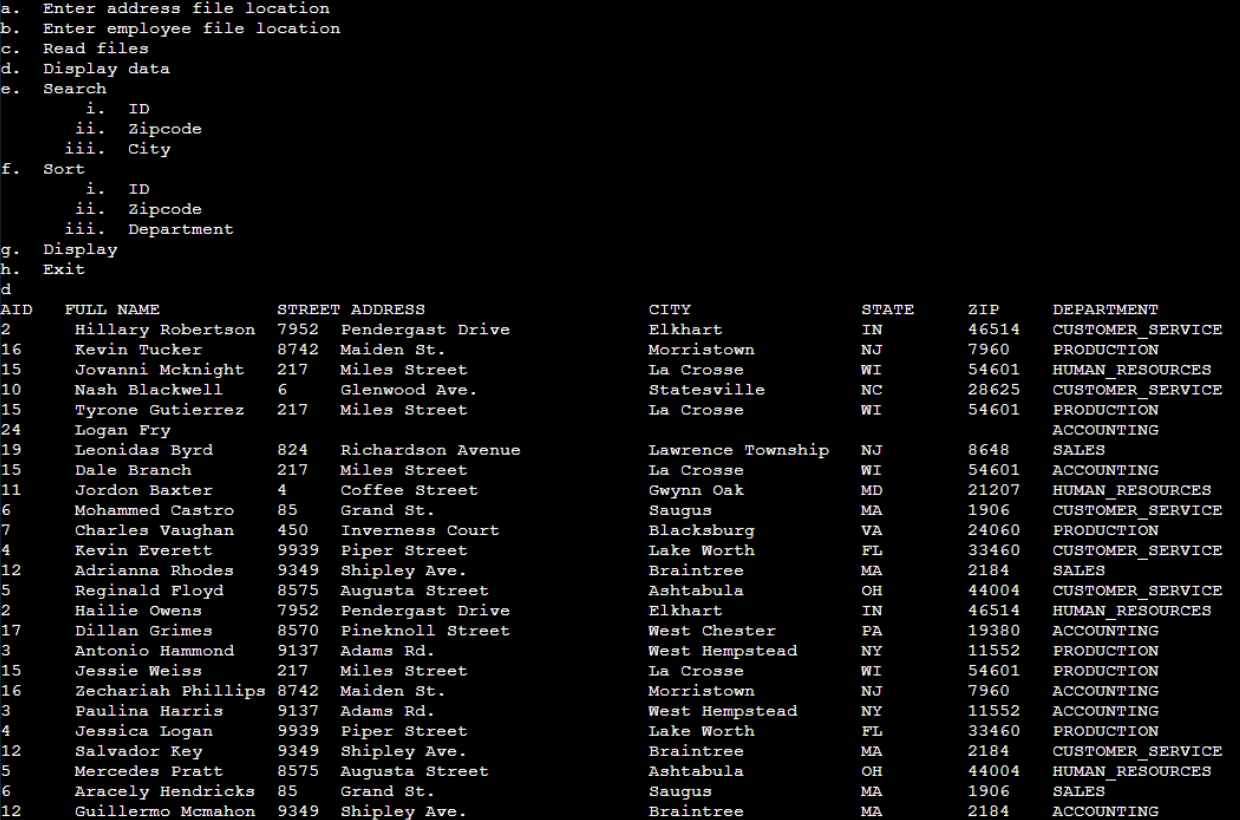 a.  Enter address file location
b.  Enter employee file location
c.  Read files
d.  Display data
e.  Search
        i.  ID
       ii.  Zipcode
      iii.  City
f.  Sort
        i.  ID
       ii.  Zipcode
      iii.  Department
g.  Display
h.  Exit
d
AID   FULL NAME           STREET ADDRESS                     CITY                STATE     ZIP     DEPARTMENT
2      Hillary Robertson  7952  Pendergast Drive             Elkhart             IN        46514   CUSTOMER_SERVICE
16     Kevin Tucker       8742  Maiden St.                   Morristown          NJ        7960    PRODUCTION
15     Jovanni Mcknight   217   Miles Street                 La Crosse           WI        54601   HUMAN_RESOURCES
10     Nash Blackwell     6     Glenwood Ave.                Statesville         NC        28625   CUSTOMER_SERVICE
15     Tyrone Gutierrez   217   Miles Street                 La Crosse           WI        54601   PRODUCTION
24     Logan Fry                                                                                   ACCOUNTING
19     Leonidas Byrd      824   Richardson Avenue            Lawrence Township   NJ        8648    SALES
15     Dale Branch        217   Miles Street                 La Crosse           WI        54601   ACCOUNTING
11     Jordon Baxter      4     Coffee Street                Gwynn Oak           MD        21207   HUMAN_RESOURCES
6      Mohammed Castro    85    Grand St.                    Saugus              MA        1906    CUSTOMER_SERVICE
7      Charles Vaughan    450   Inverness Court              Blacksburg          VA        24060   PRODUCTION
4      Kevin Everett      9939  Piper Street                 Lake Worth          FL        33460   CUSTOMER_SERVICE
12     Adrianna Rhodes    9349  Shipley Ave.                 Braintree           MA        2184    SALES
5      Reginald Floyd     8575  Augusta Street               Ashtabula           OH        44004   CUSTOMER_SERVICE
2      Hailie Owens       7952  Pendergast Drive             Elkhart             IN        46514   HUMAN_RESOURCES
17     Dillan Grimes      8570  Pineknoll Street             West Chester        PA        19380   ACCOUNTING
3      Antonio Hammond    9137  Adams Rd.                    West Hempstead      NY        11552   PRODUCTION
15     Jessie Weiss       217   Miles Street                 La Crosse           WI        54601   PRODUCTION
16     Zechariah Phillips 8742  Maiden St.                   Morristown          NJ        7960    ACCOUNTING
3      Paulina Harris     9137  Adams Rd.                    West Hempstead      NY        11552   ACCOUNTING
4      Jessica Logan      9939  Piper Street                 Lake Worth          FL        33460   PRODUCTION
12     Salvador Key       9349  Shipley Ave.                 Braintree           MA        2184    CUSTOMER_SERVICE
5      Mercedes Pratt     8575  Augusta Street               Ashtabula           OH        44004   HUMAN_RESOURCES
6      Aracely Hendricks  85    Grand St.                    Saugus              MA        1906    SALES
12     Guillermo Mcmahon  9349  Shipley Ave.                 Braintree           MA        2184    ACCOUNTING